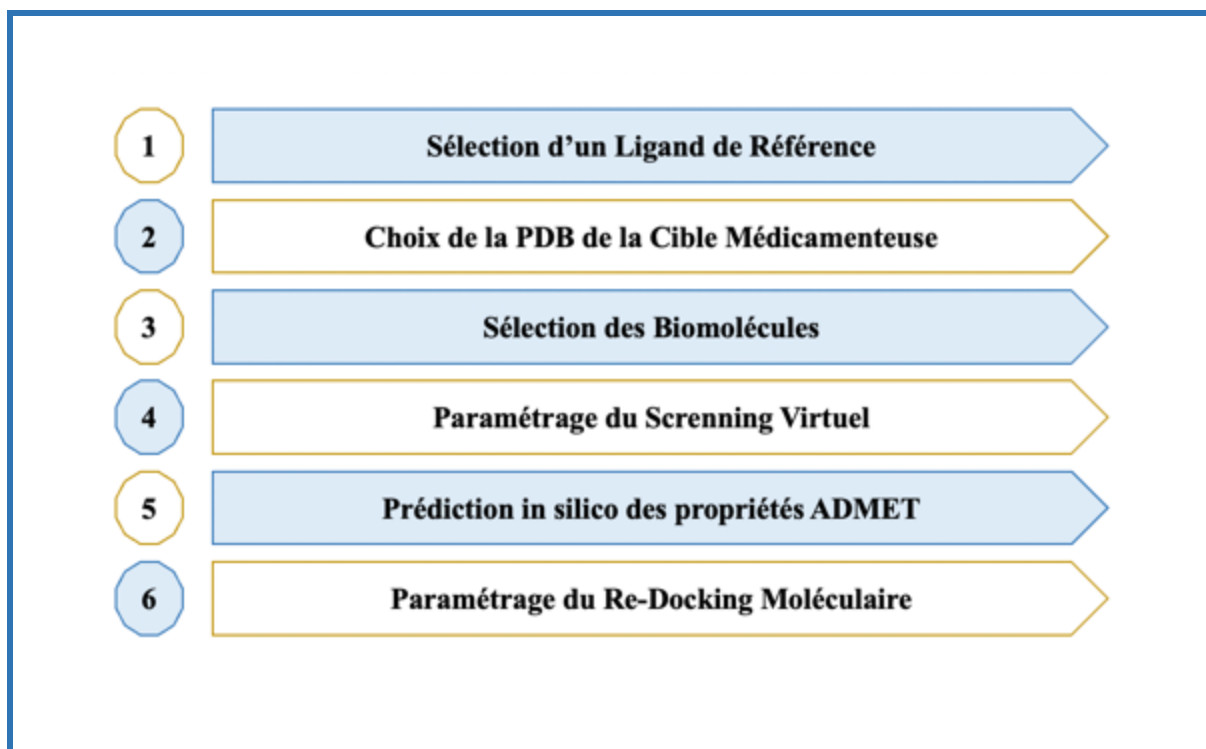 1 Sélection d’un Ligand de Référence
2 Choix de la PDB de la Cible Médicamenteuse
3 Sélection des Biomolécules
4 Paramétrage du Screnning Virtuel
5 Prédiction in silico des propriétés ADMET
6 Paramétrage du Re-Docking Moléculaire